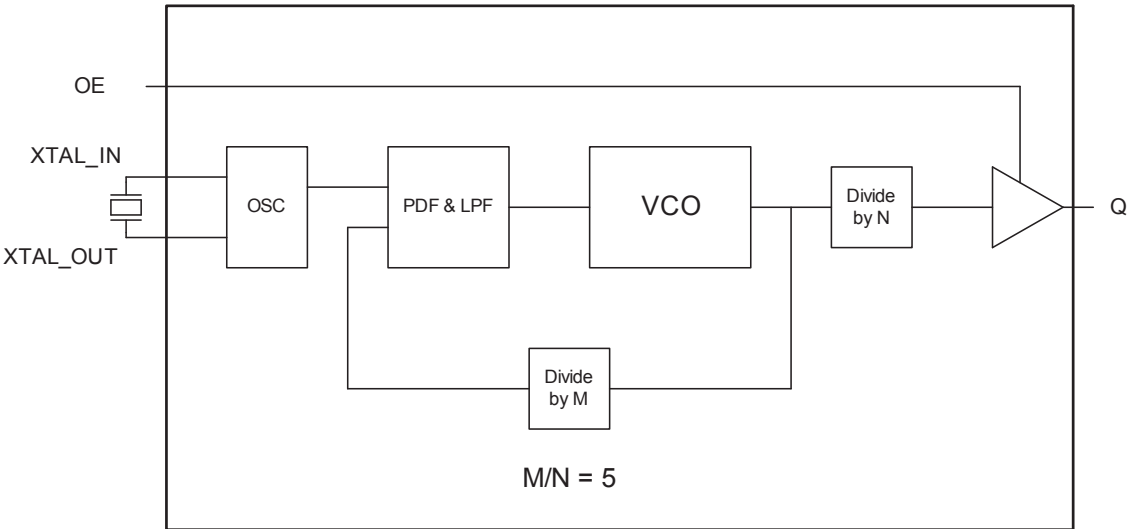 OE
XTAL_IN
XTAL_OUT
OSC
PDF & LPF
VCO
Divide
by N
Q
Divide
by M
M/N = 5